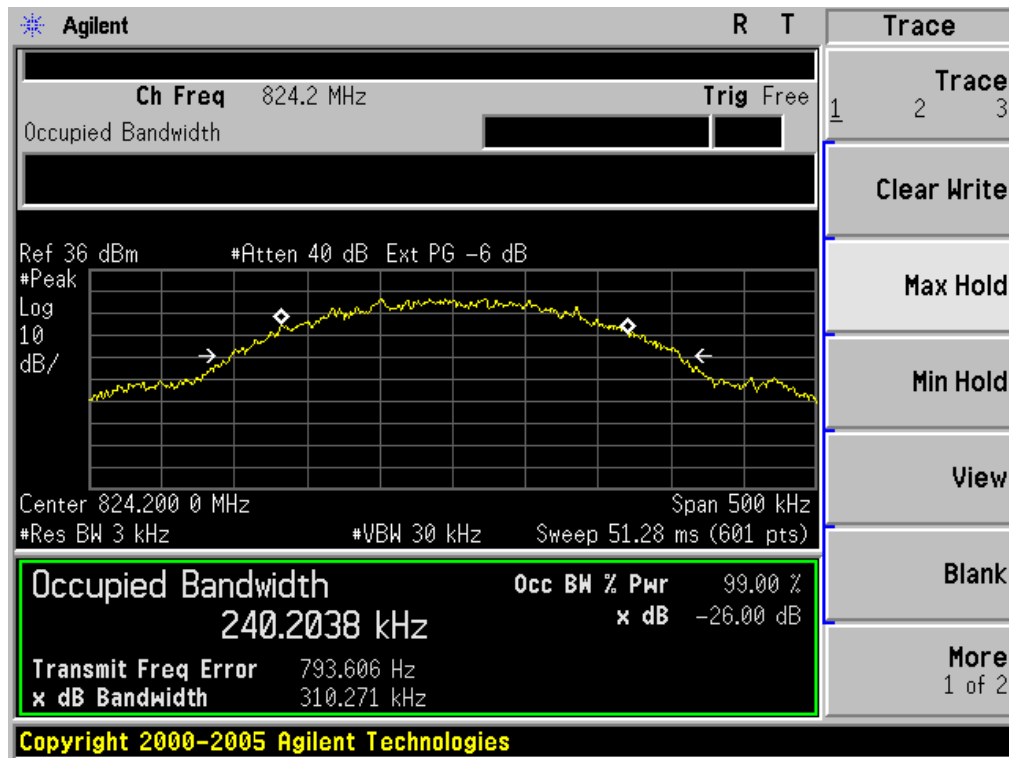 Agilent R T Trace
Ch Freq 824.2 MHz Trig Free
Occupied Bandwidth
Trace
1 2 3
Clear Write
Max Hold
Min Hold
View
Blank
More
1 of 2
Ref 36 dBm #Atten 40 dB Ext PG -6 dB
#Peak
Log
10
dB/
Center 824.200 0 MHz Span 500 kHz
#Res BW 3 kHz #VBW 30 kHz Sweep 51.28 ms (601 pts)
Occupied Bandwidth Occ BW % Pwr 99.00 %
240.2038 kHz x dB -26.00 dB
Transmit Freq Error 793.606 Hz
x dB Bandwidth 310.271 kHz
Copyright 2000-2005 Agilent Technologies